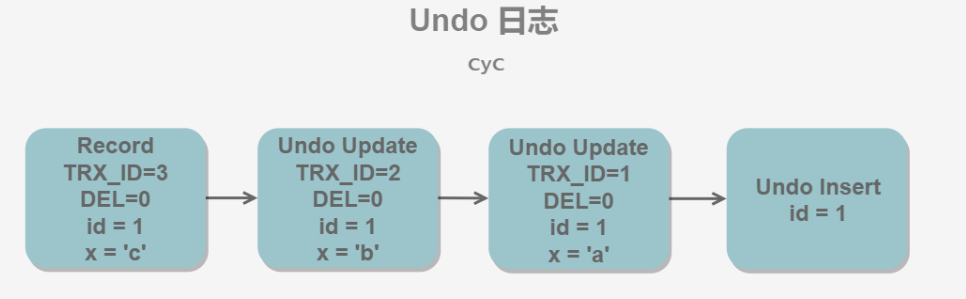 Undo 日志
CyC
Record
TRX_ID=3
DEL=0
id = 1
x = 'c'
Undo Update
TRX_ID=2
DEL=0
id = 1
x = 'b'
Undo Update
TRX_ID=1
DEL=0
id = 1
x = 'a'
Undo Insert
id = 1